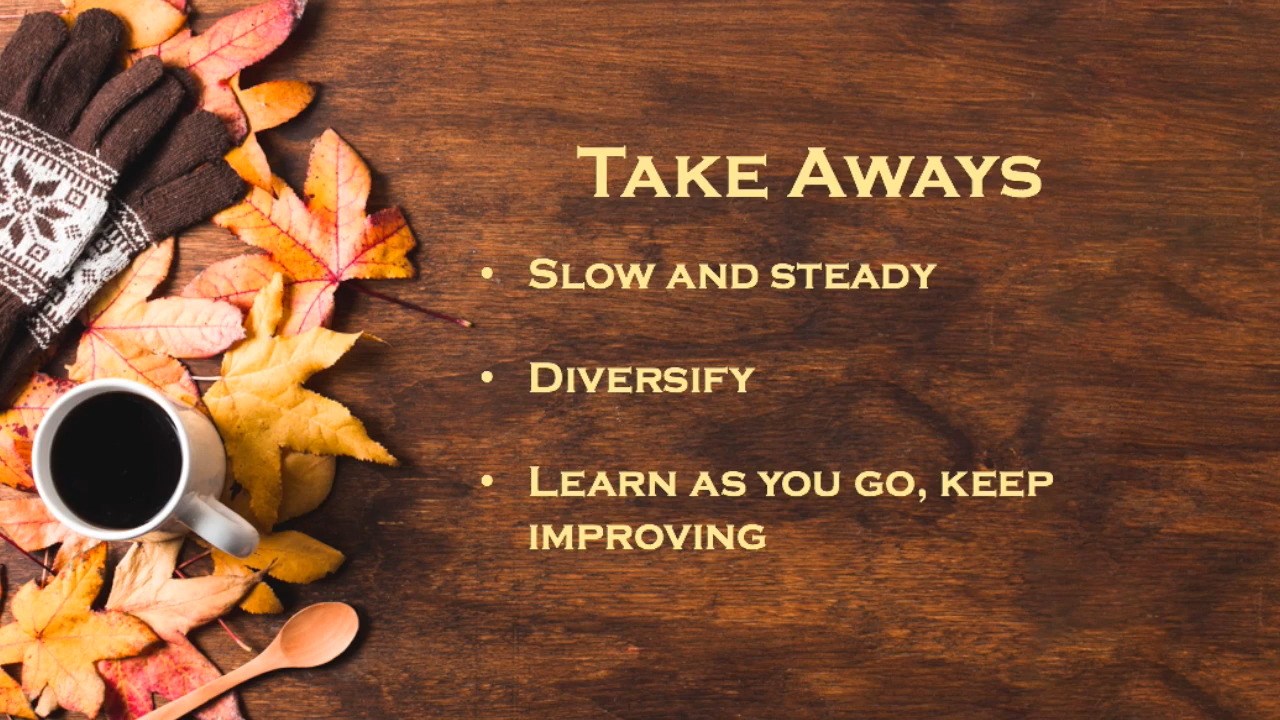 Take Aways
• Slow and steady
• Diversify
• Learn as you go, keep
improving